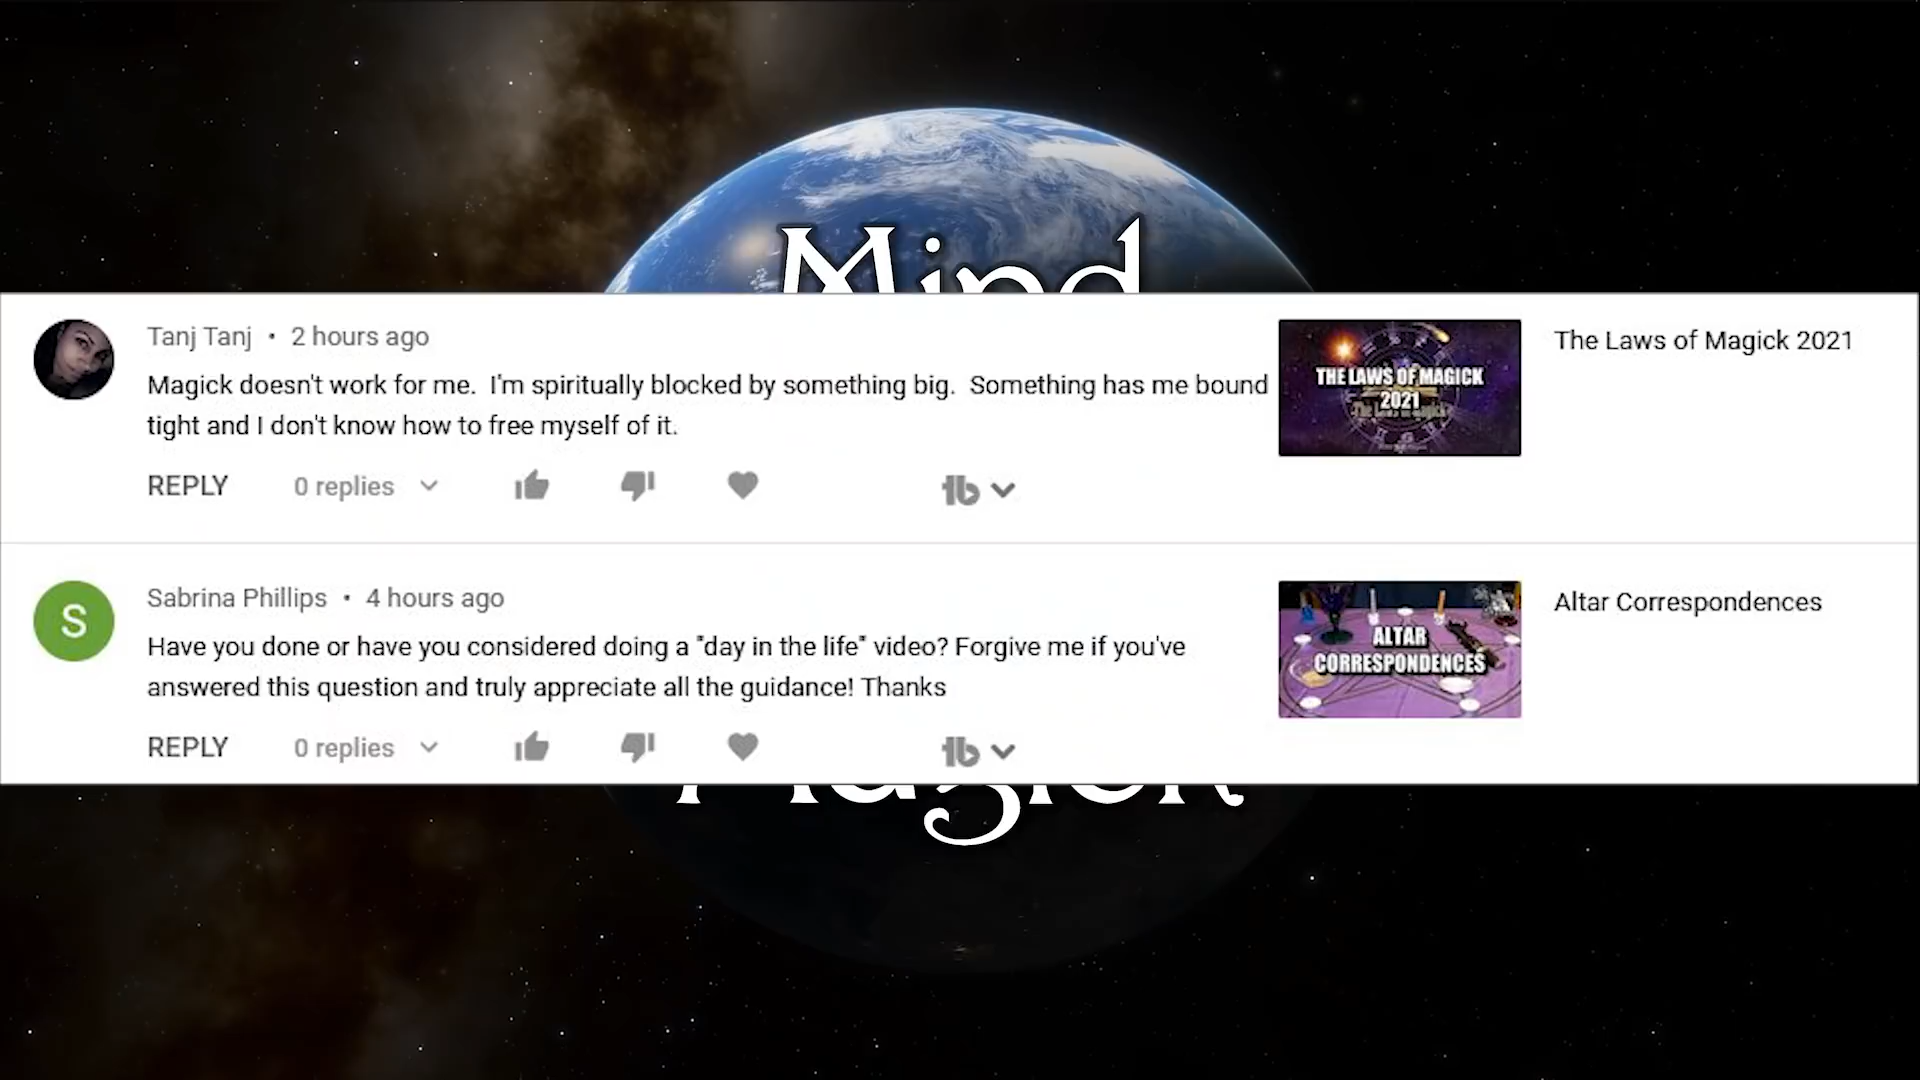 Mind
Tanj Tanj • 2 hours ago
Magick doesn't work for me. I'm spiritually blocked by something big. Something has me bound
tight and I don't know how to free myself of it.
REPLY 0 replies
THE LAWS OF MAGICK
2021
The Laws of Magick 2021
Sabrina Phillips • 4 hours ago
Have you done or have you considered doing a "day in the life" video? Forgive me if you've
answered this question and truly appreciate all the guidance! Thanks
REPLY 0 replies
S
ALTAR
CORRESPONDENCES
Altar Correspondences
Magick